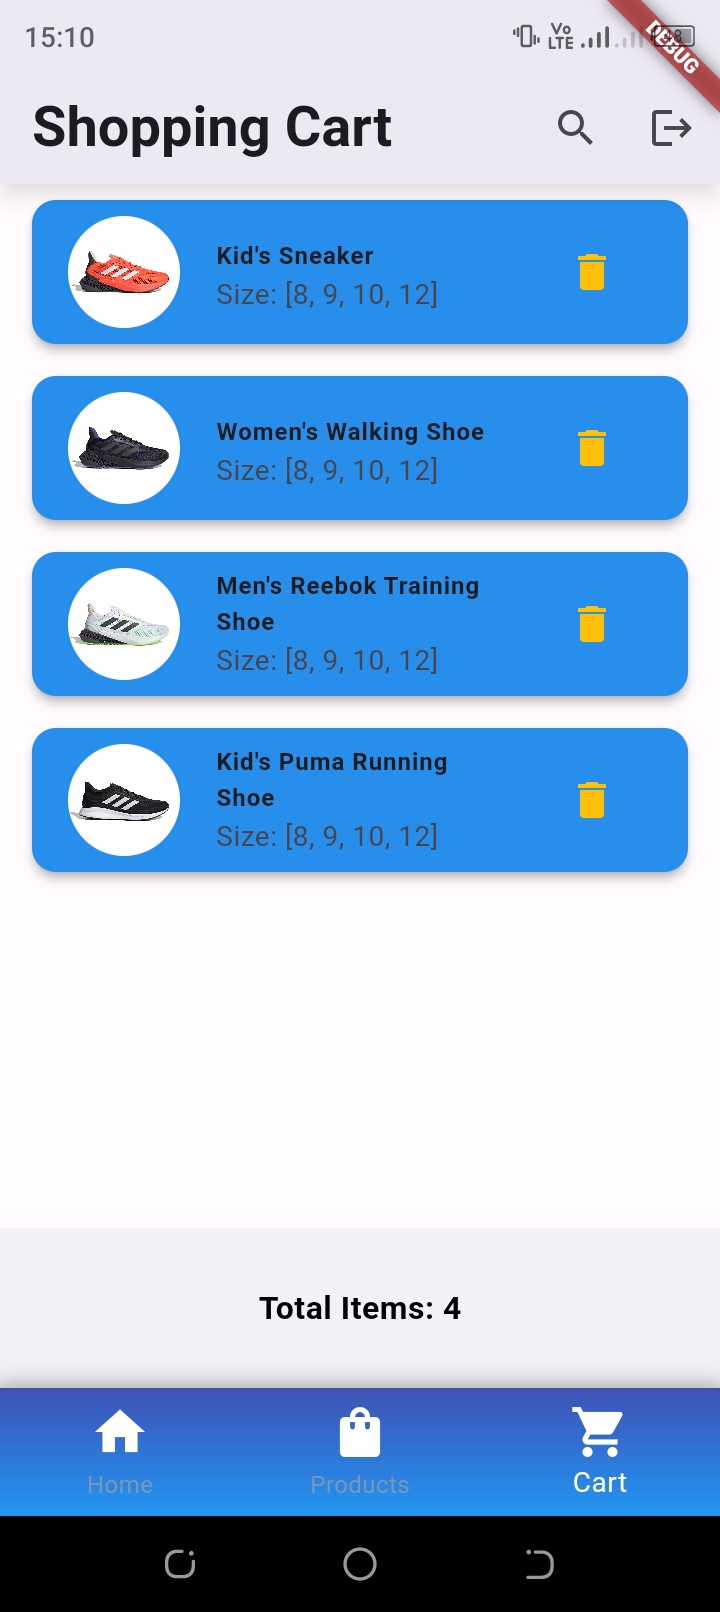 15:10
Vo
LTE
DEBUG
Shopping Cart
Kid's Sneaker
Size: [8, 9, 10, 12]
Women's Walking Shoe
Size: [8, 9, 10, 12]
Men's Reebok Training
Shoe
Size: [8, 9, 10, 12]
Kid's Puma Running
Shoe
Size: [8, 9, 10, 12]
Total Items: 4
Home
Products
Cart